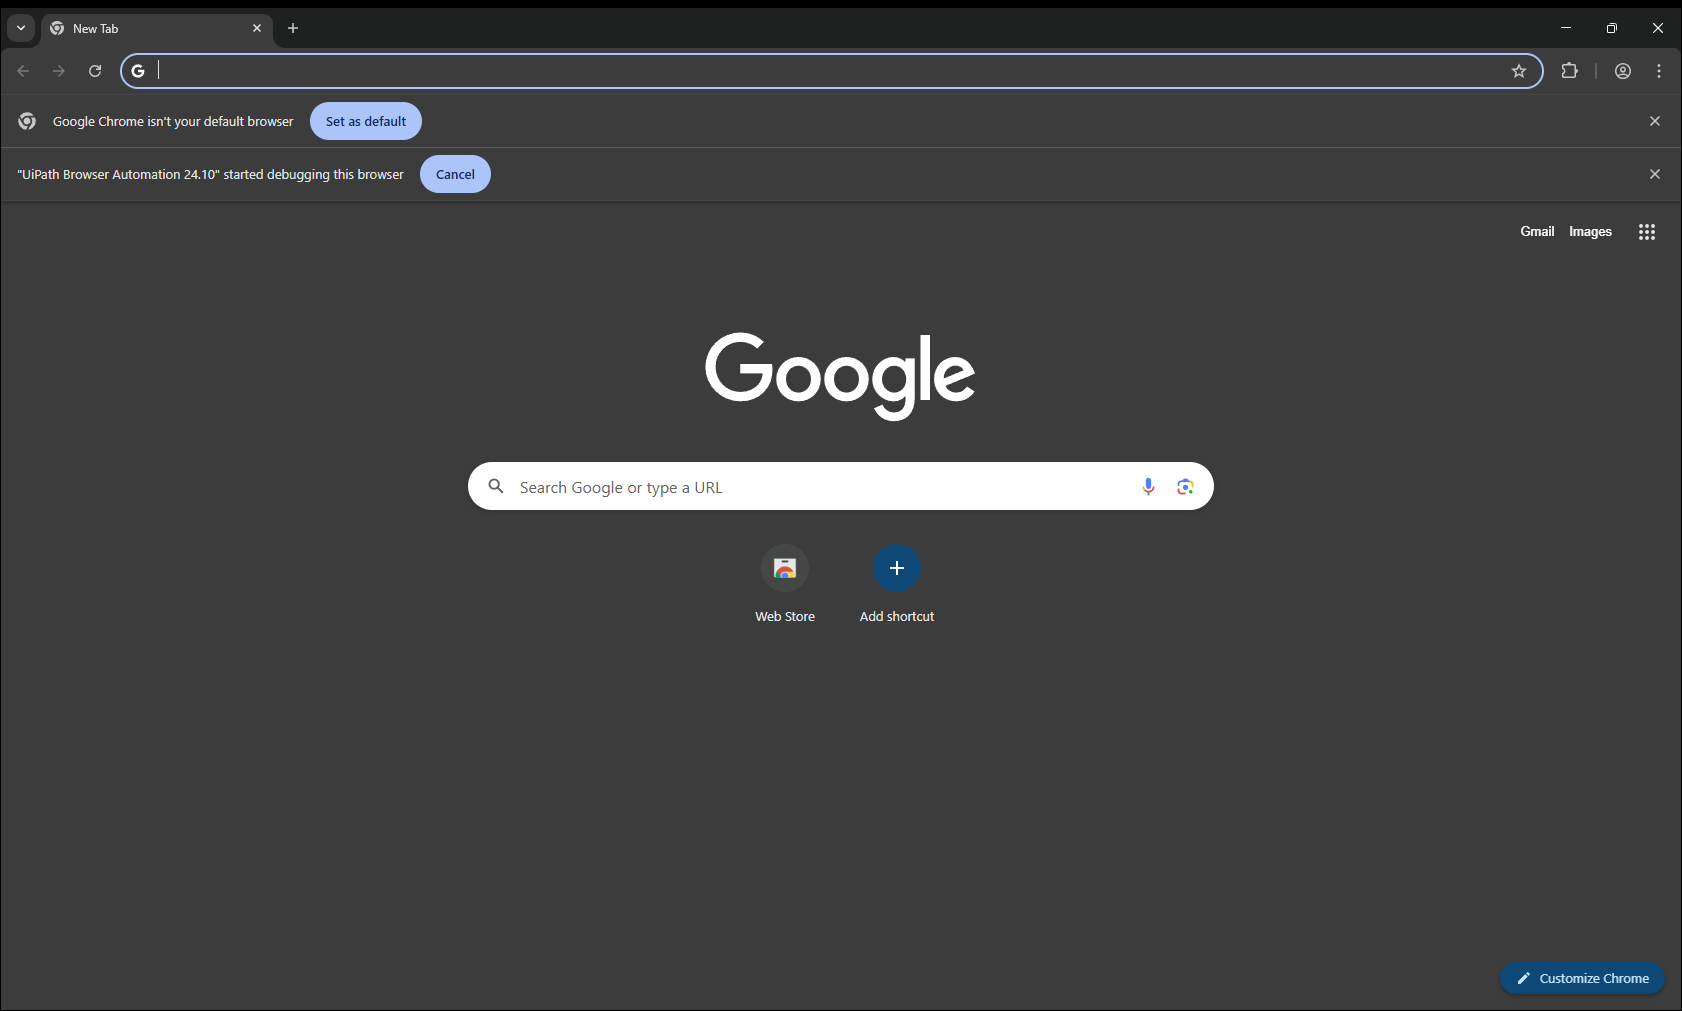 New Tab
Google Chrome isn't your default browser
Set as default
"UiPath Browser Automation 24.10" started debugging this browser
Cancel
Gmail
Images
Google
Search Google or type a URL
Web Store
Add shortcut
Customize Chrome